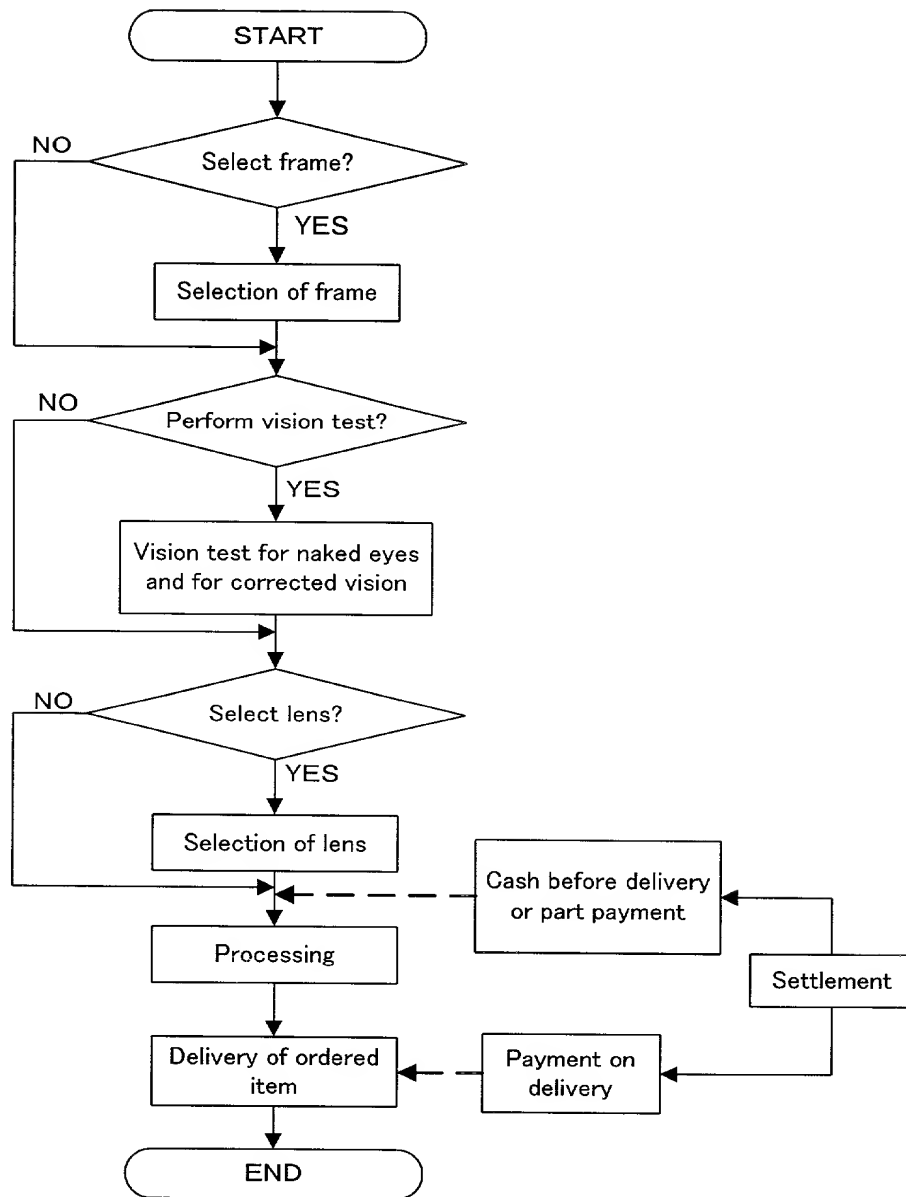 START
NO
Select frame?
YES
Selection of frame
NO
Perform vision test?
YES
Vision test for naked eyes
and for corrected vision
NO
Select lens?
YES
Selection of lens
Cash before delivery
or part payment
Processing
Settlement
Delivery of ordered
item
Payment on
delivery
END